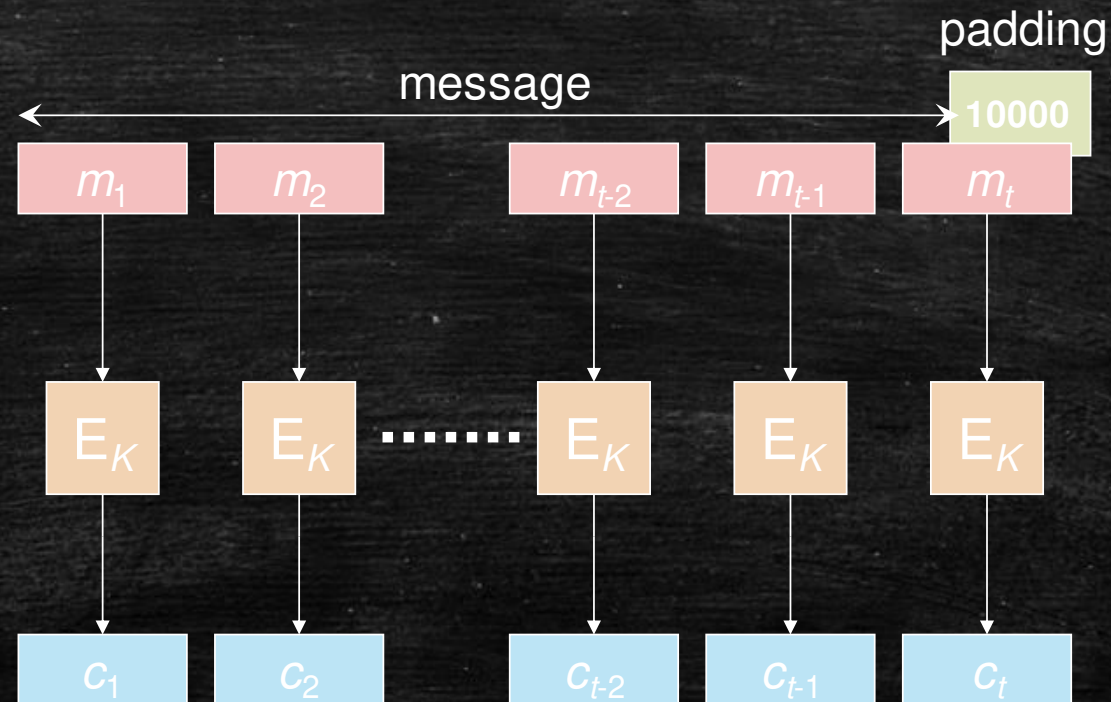 padding
message
10000
m1 m2 mt-2 mt-1 mt
EK EK EK EK EK
c1 c2 ct-2 ct-1 ct